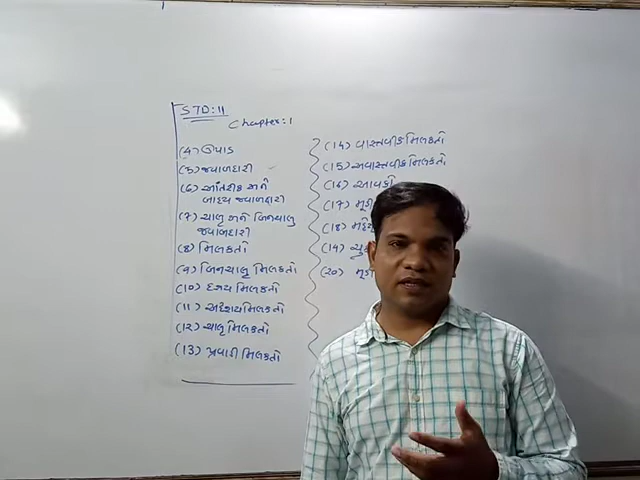 STD:11
Chapter:1
(4) ઉપાડ
(5) જવાબદારી
(6) આંતરીક અને
બાહ્ય જવાબદારી
(7) ચાલુ અને બિનચાલુ
જવાબદારી
(8) મિલકતો
(9) બિનચાલુ મિલકતો
(10) દશ્ય મિલકતો
(11) અદશ્ય મિલકતો
(12) ચાલુ મિલકતો
(13) પ્રવાહી મિલકતો
(14) વાસ્તવીક મિલકતો
(15) અવાસ્તવીક મિલકતો
(16) આવકો
(17)
(18)
(19)
(20)